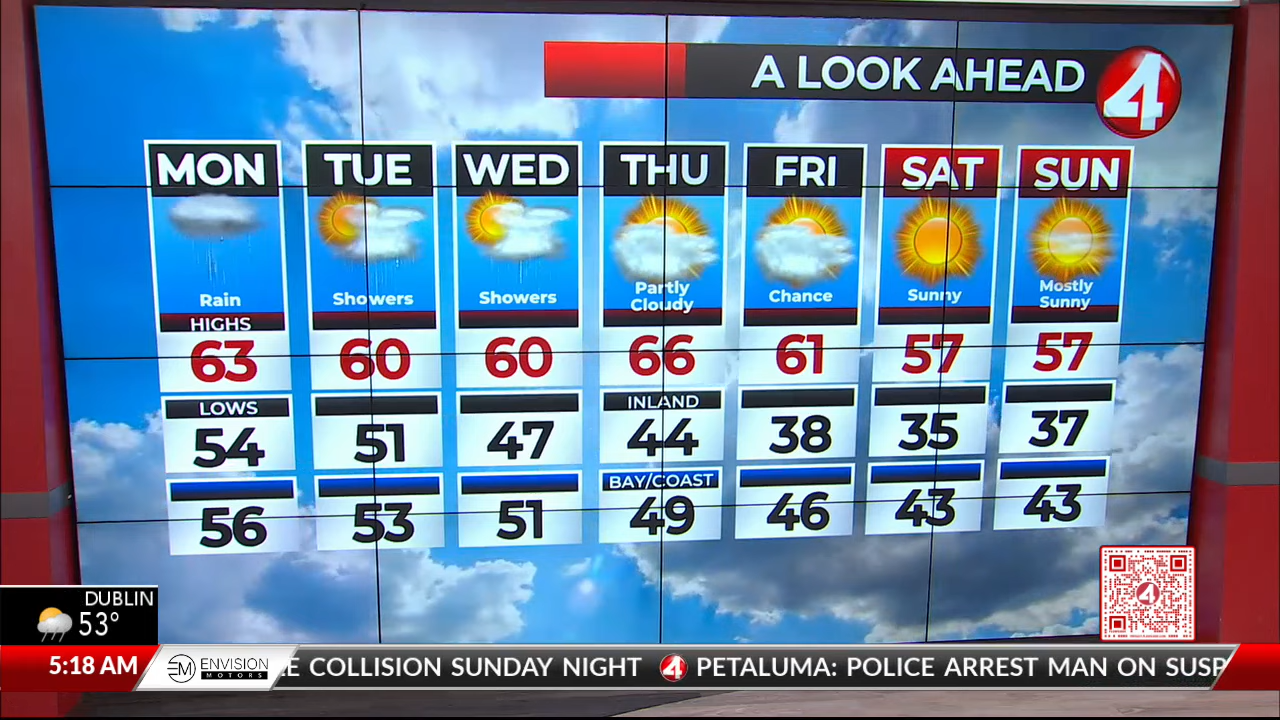 A LOOK AHEAD
4
MON TUE WED THU FRI SAT SUN
Rain Showers Showers Partly Cloudy Chance Sunny Mostly Sunny
HIGHS
63 60 60 66 61 57 57
LOWS INLAND
54 51 47 44 38 35 37
BAY/COAST
56 53 51 49 46 43 43
4
DUBLIN
53°
5:18 AM EM ENVISION MOTORS E COLLISION SUNDAY NIGHT 4 PETALUMA: POLICE ARREST MAN ON SUSP